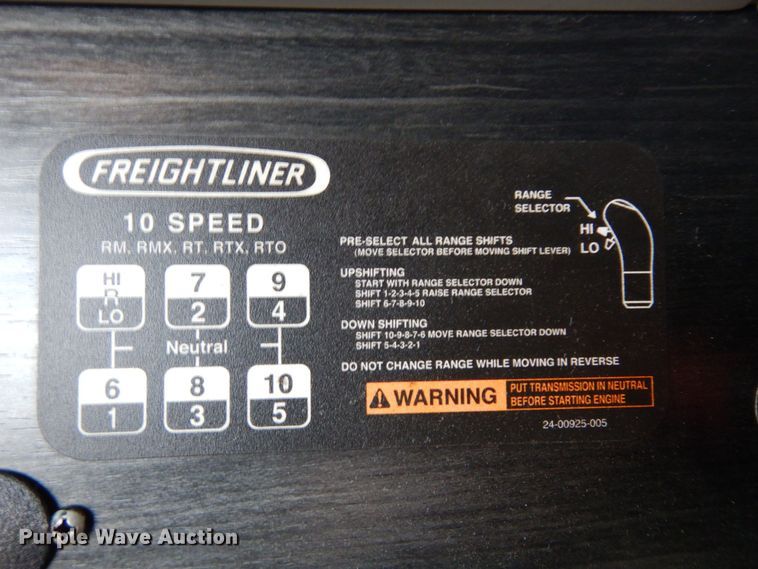 FREIGHTLINER
10 SPEED
RM, RMX, RT, RTX, RTO
HI
R
LO
7
2
9
4
Neutral
6
1
8
3
10
5
RANGE
SELECTOR
HI
LO
PRE-SELECT ALL RANGE SHIFTS
(MOVE SELECTOR BEFORE MOVING SHIFT LEVER)
UPSHIFTING
START WITH RANGE SELECTOR DOWN
SHIFT 1-2-3-4-5 RAISE RANGE SELECTOR
SHIFT 6-7-8-9-10
DOWN SHIFTING
SHIFT 10-9-8-7-6 MOVE RANGE SELECTOR DOWN
SHIFT 5-4-3-2-1
DO NOT CHANGE RANGE WHILE MOVING IN REVERSE
WARNING
PUT TRANSMISSION IN NEUTRAL
BEFORE STARTING ENGINE
24-00925-005
Purple Wave Auction